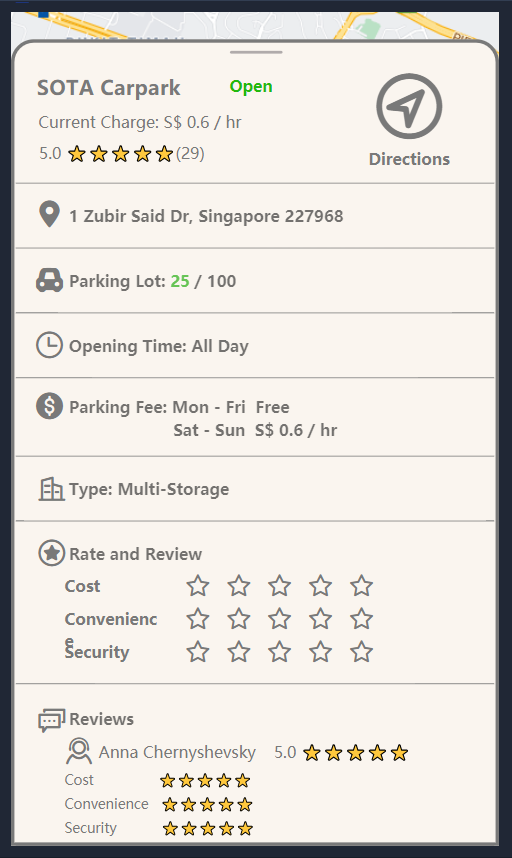 SOTA Carpark Open
Current Charge: S$ 0.6 / hr
5.0 (29)
Directions
1 Zubir Said Dr, Singapore 227968
Parking Lot: 25 / 100
Opening Time: All Day
Parking Fee: Mon - Fri Free
Sat - Sun S$ 0.6 / hr
Type: Multi-Storage
Rate and Review
Cost
Convenienc
e
Security
Reviews
Anna Chernyshevsky 5.0
Cost
Convenience
Security